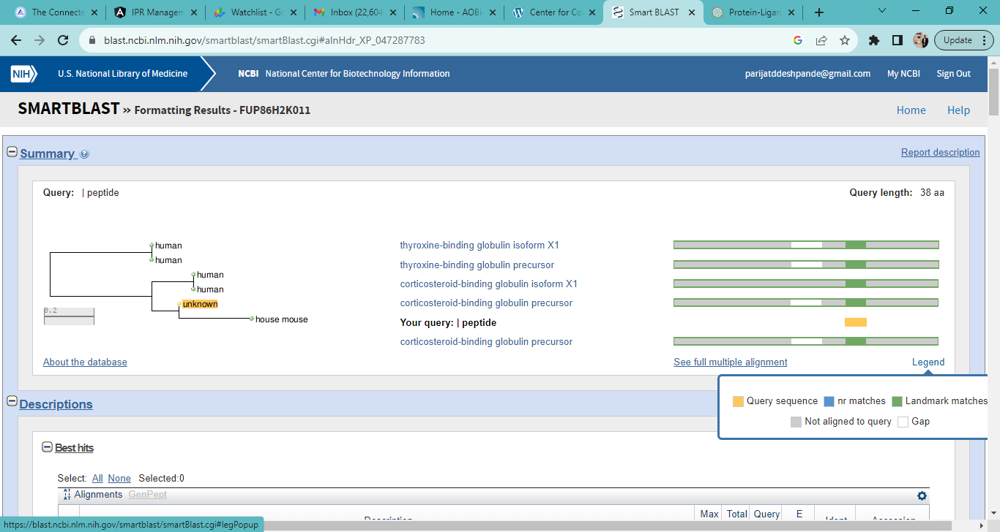 The Connecte
IPR Managem
Watchlist - Go
Inbox (22,604
Home - AOBi
Center for Co
Smart BLAST
Protein-Ligan
blast.ncbi.nlm.nih.gov/smartblast/smartBlast.cgi#alnHdr_XP_047287783
Update
NIH
U.S. National Library of Medicine
NCBI National Center for Biotechnology Information
parijatddeshpande@gmail.com
My NCBI
Sign Out
SMARTBLAST » Formatting Results - FUP86H2K011
Home
Help
Summary
Report description
Query: | peptide
Query length: 38 aa
human
thyroxine-binding globulin isoform X1
human
thyroxine-binding globulin precursor
human
corticosteroid-binding globulin isoform X1
human
corticosteroid-binding globulin precursor
unknown
0.2
house mouse
Your query: | peptide
corticosteroid-binding globulin precursor
About the database
See full multiple alignment
Legend
Query sequence
nr matches
Landmark matches
Not aligned to query
Gap
Descriptions
Best hits
Select: All None Selected:0
Alignments GenPept
Max Total Query E
Description
Ident
Accession
https://blast.ncbi.nlm.nih.gov/smartblast/smartBlast.cgi#legPopup